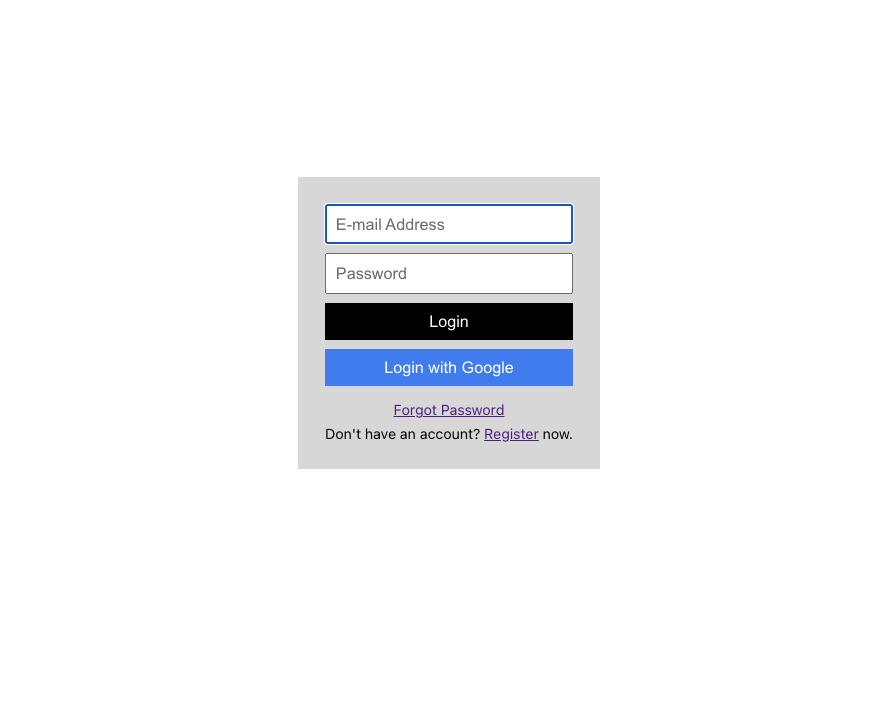 E-mail Address
Password
Login
Login with Google
Forgot Password
Don't have an account? Register now.